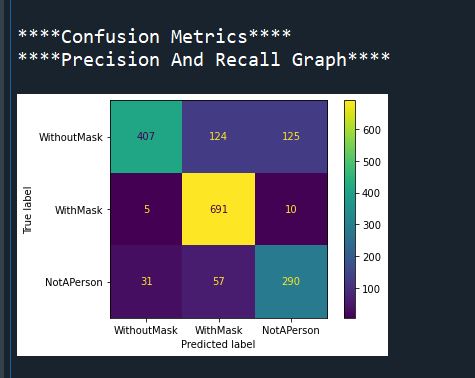 ****Confusion Metrics****
****Precision And Recall Graph****
WithoutMask 407 124 125
WithMask 5 691 10
NotAPerson 31 57 290
WithoutMask WithMask NotAPerson
Predicted label
True label
600
500
400
300
200
100